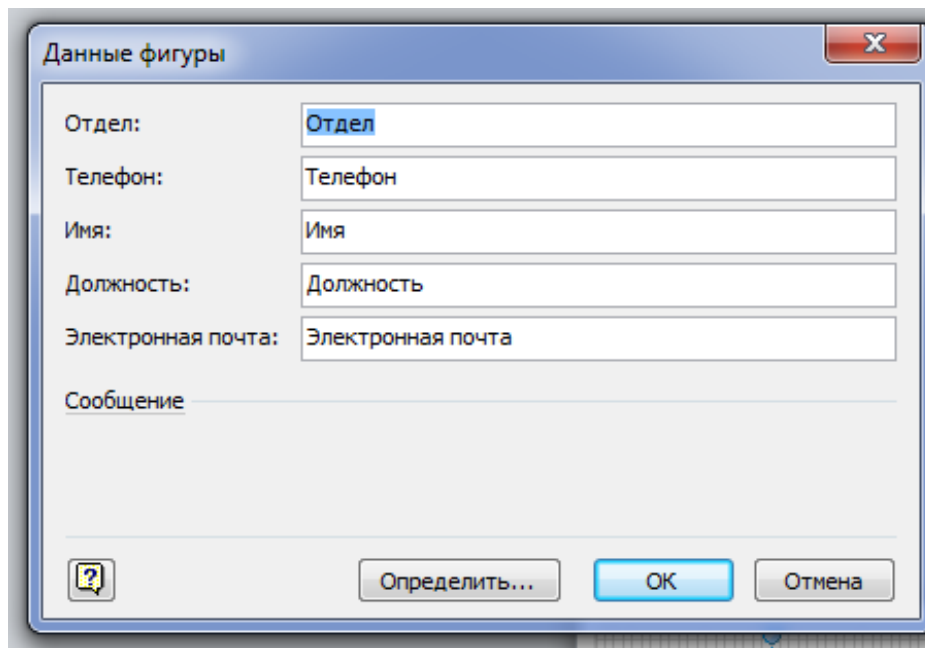 Данные фигуры
Отдел: Отдел
Телефон: Телефон
Имя: Имя
Должность: Должность
Электронная почта: Электронная почта
Сообщение
Определить... ОК Отмена